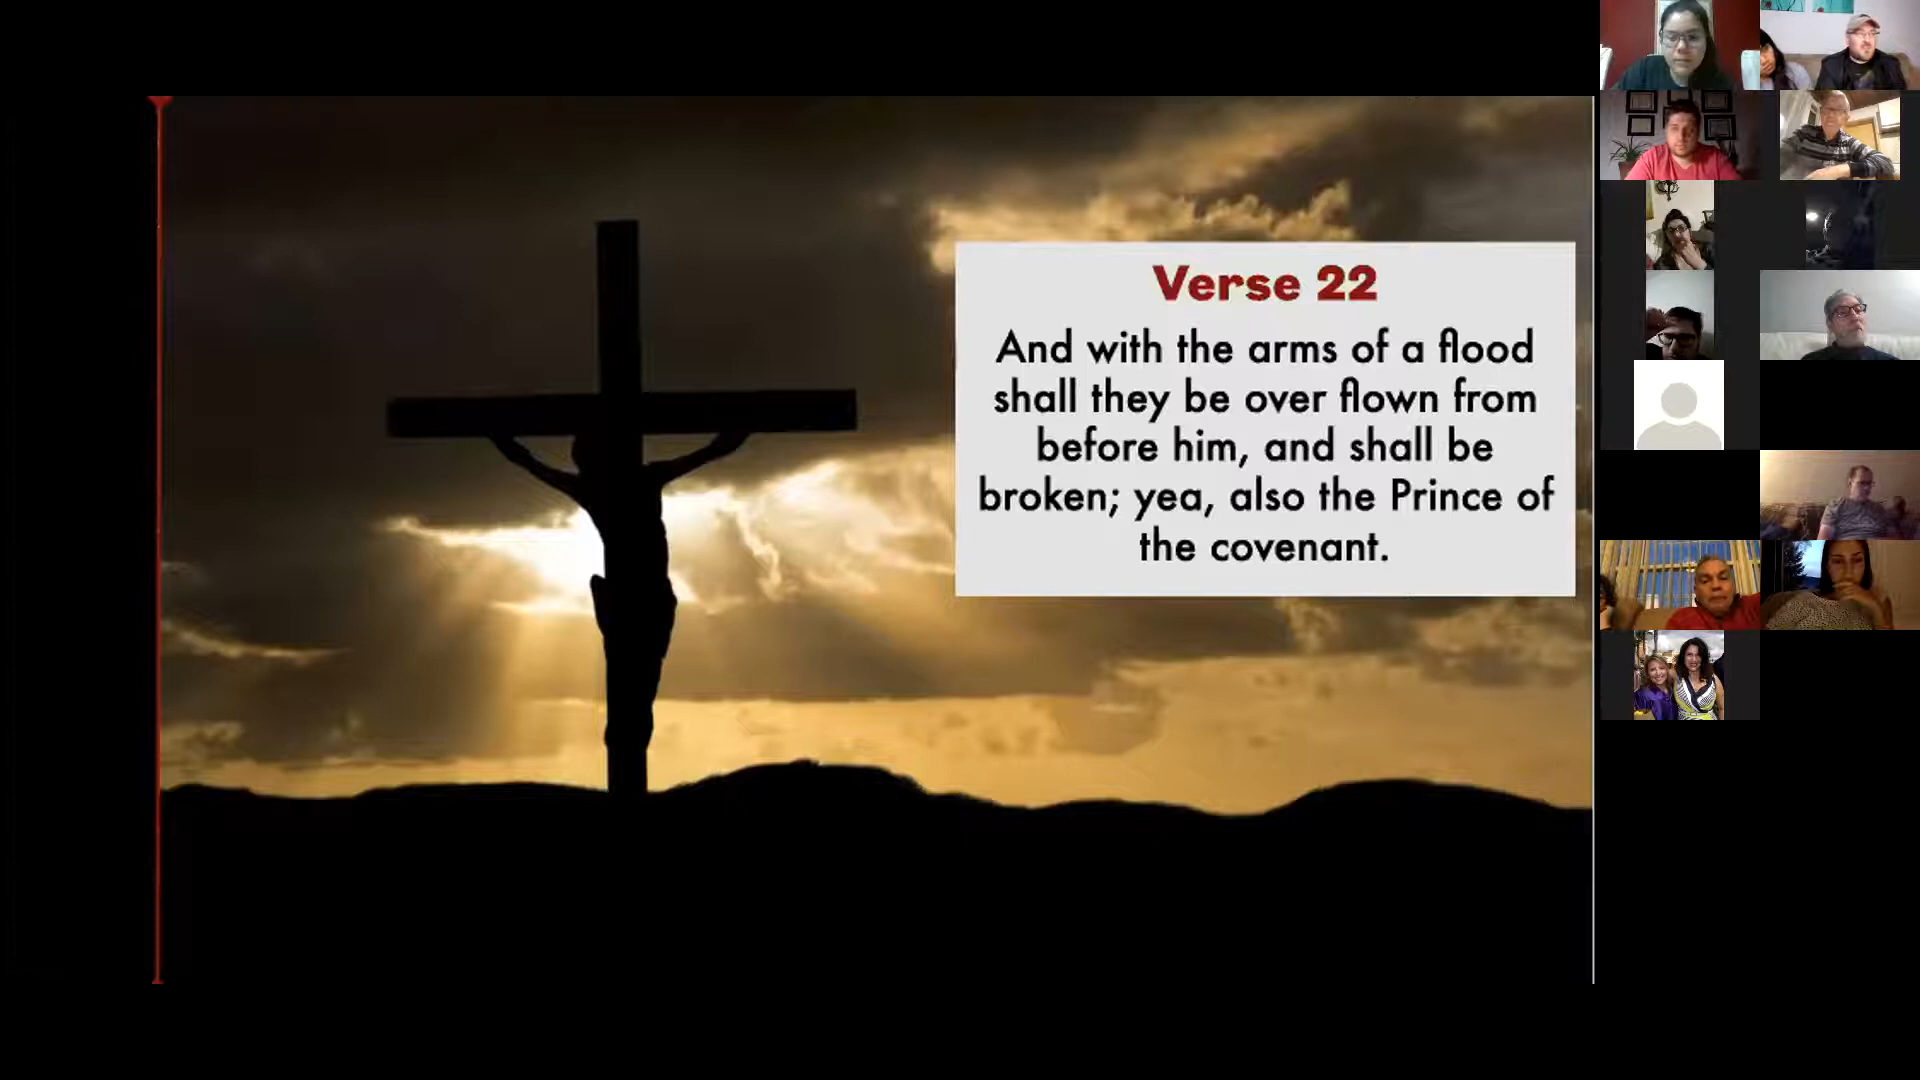 Verse 22
And with the arms of a flood
shall they be over flown from
before him, and shall be
broken; yea, also the Prince of
the covenant.